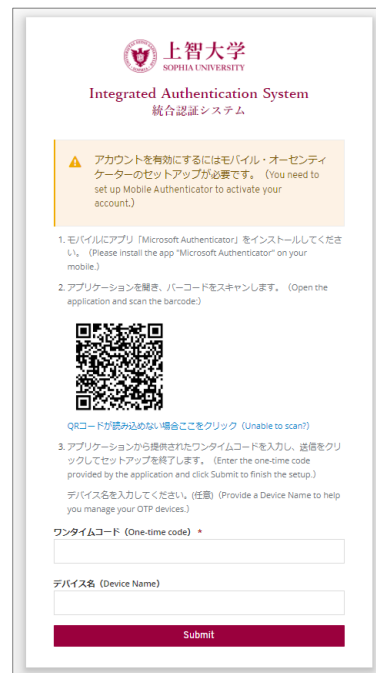 上智大学
SOPHIA UNIVERSITY
Integrated Authentication System
統合認証システム
アカウントを有効にするにはモバイル・オーセンティ
ケーターのセットアップが必要です。（You need to
set up Mobile Authenticator to activate your
account.）
1. モバイルにアプリ「Microsoft Authenticator」をインストールしてくださ
い。（Please install the app "Microsoft Authenticator" on your
mobile.）
2. アプリケーションを開き、バーコードをスキャンします。（Open the
application and scan the barcode:）
QRコードが読み込めない場合ここをクリック（Unable to scan?）
3. アプリケーションから提供されたワンタイムコードを入力し、送信をクリ
ックしてセットアップを終了します。（Enter the one-time code
provided by the application and click Submit to finish the setup.）
デバイス名を入力してください。(任意)（Provide a Device Name to help
you manage your OTP devices.）
ワンタイムコード（One-time code） *
デバイス名（Device Name）
Submit